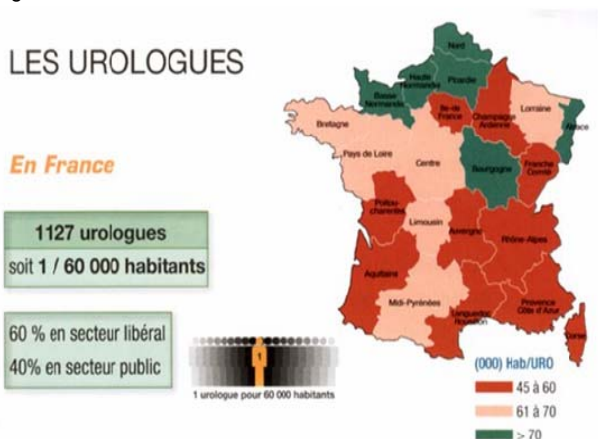 LES UROLOGUES
En France
1127 urologues
soit 1 / 60 000 habitants
60 % en secteur libéral
40% en secteur public
1
1 urologue pour 60 000 habitants
Nord
Picardie
Haute
Normandie
Basse
Normandie
Ile-de
France
Champagne
Ardenne
Lorraine
Alsace
Bretagne
Pays de Loire
Centre
Bourgogne
Franche
Comté
Poitou-
charentes
Limousin
Auvergne
Rhône-Alpes
Aquitaine
Midi-Pyrénées
Languedoc
Roussillon
Provence
Côte d'Azur
Corse
(000) Hab/URO
45 à 60
61 à 70
> 70